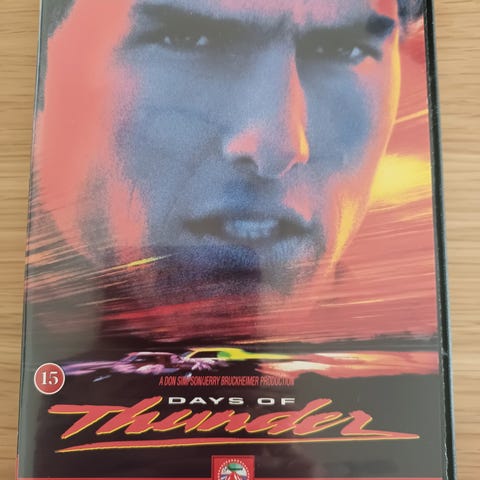 15
A DON SIMPSON/JERRY BRUCKHEIMER PRODUCTION
DAYS OF
Thunder